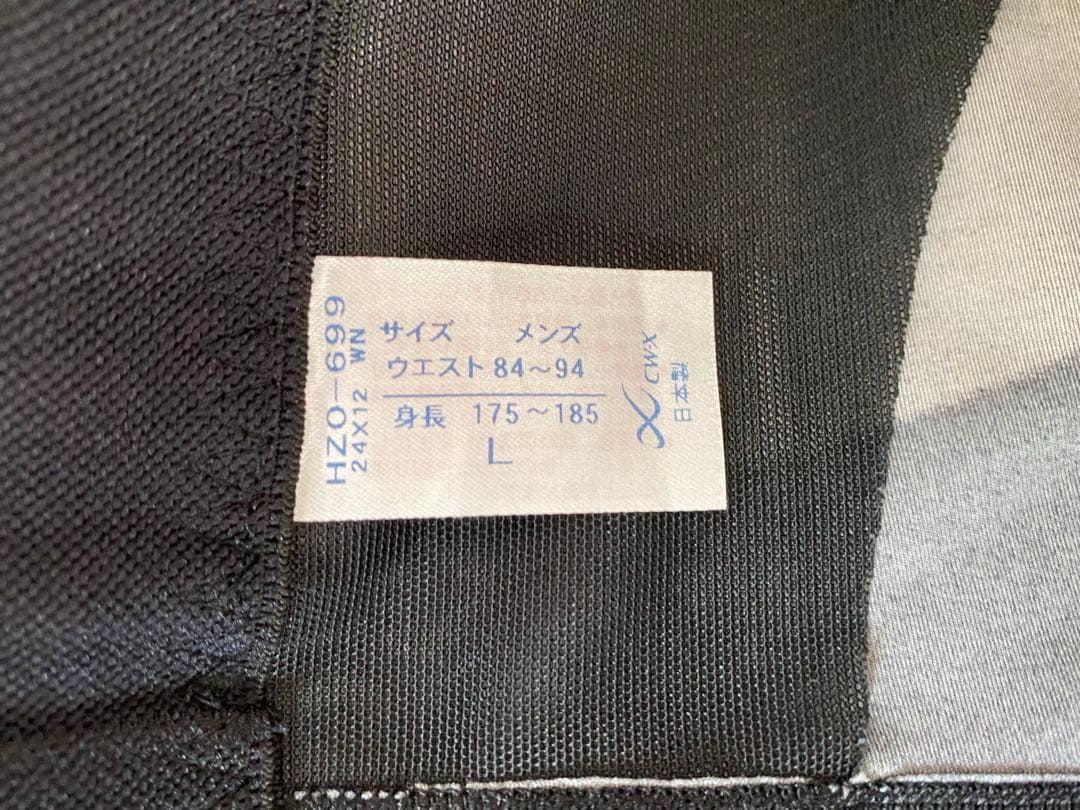 HZO-699
24X12 WN
サイズ メンズ
ウエスト 84～94
身長 175～185
L
CW-X
日本製